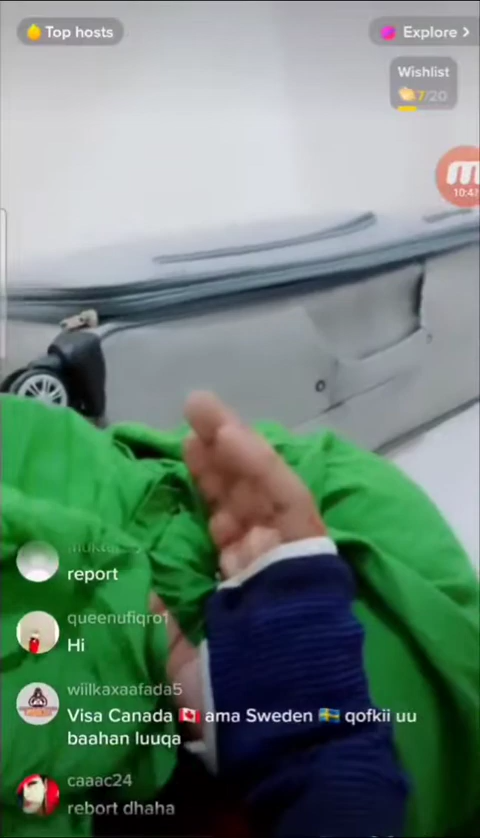 Top hosts
Explore >
Wishlist
7/20
10:4
report
queenufiqro1
Hi
wiilkaxaafada5
Visa Canada 🇨🇦 ama Sweden 🇸🇪 qofkii uu
baahan luuqa
caaac24
rebort dhaha